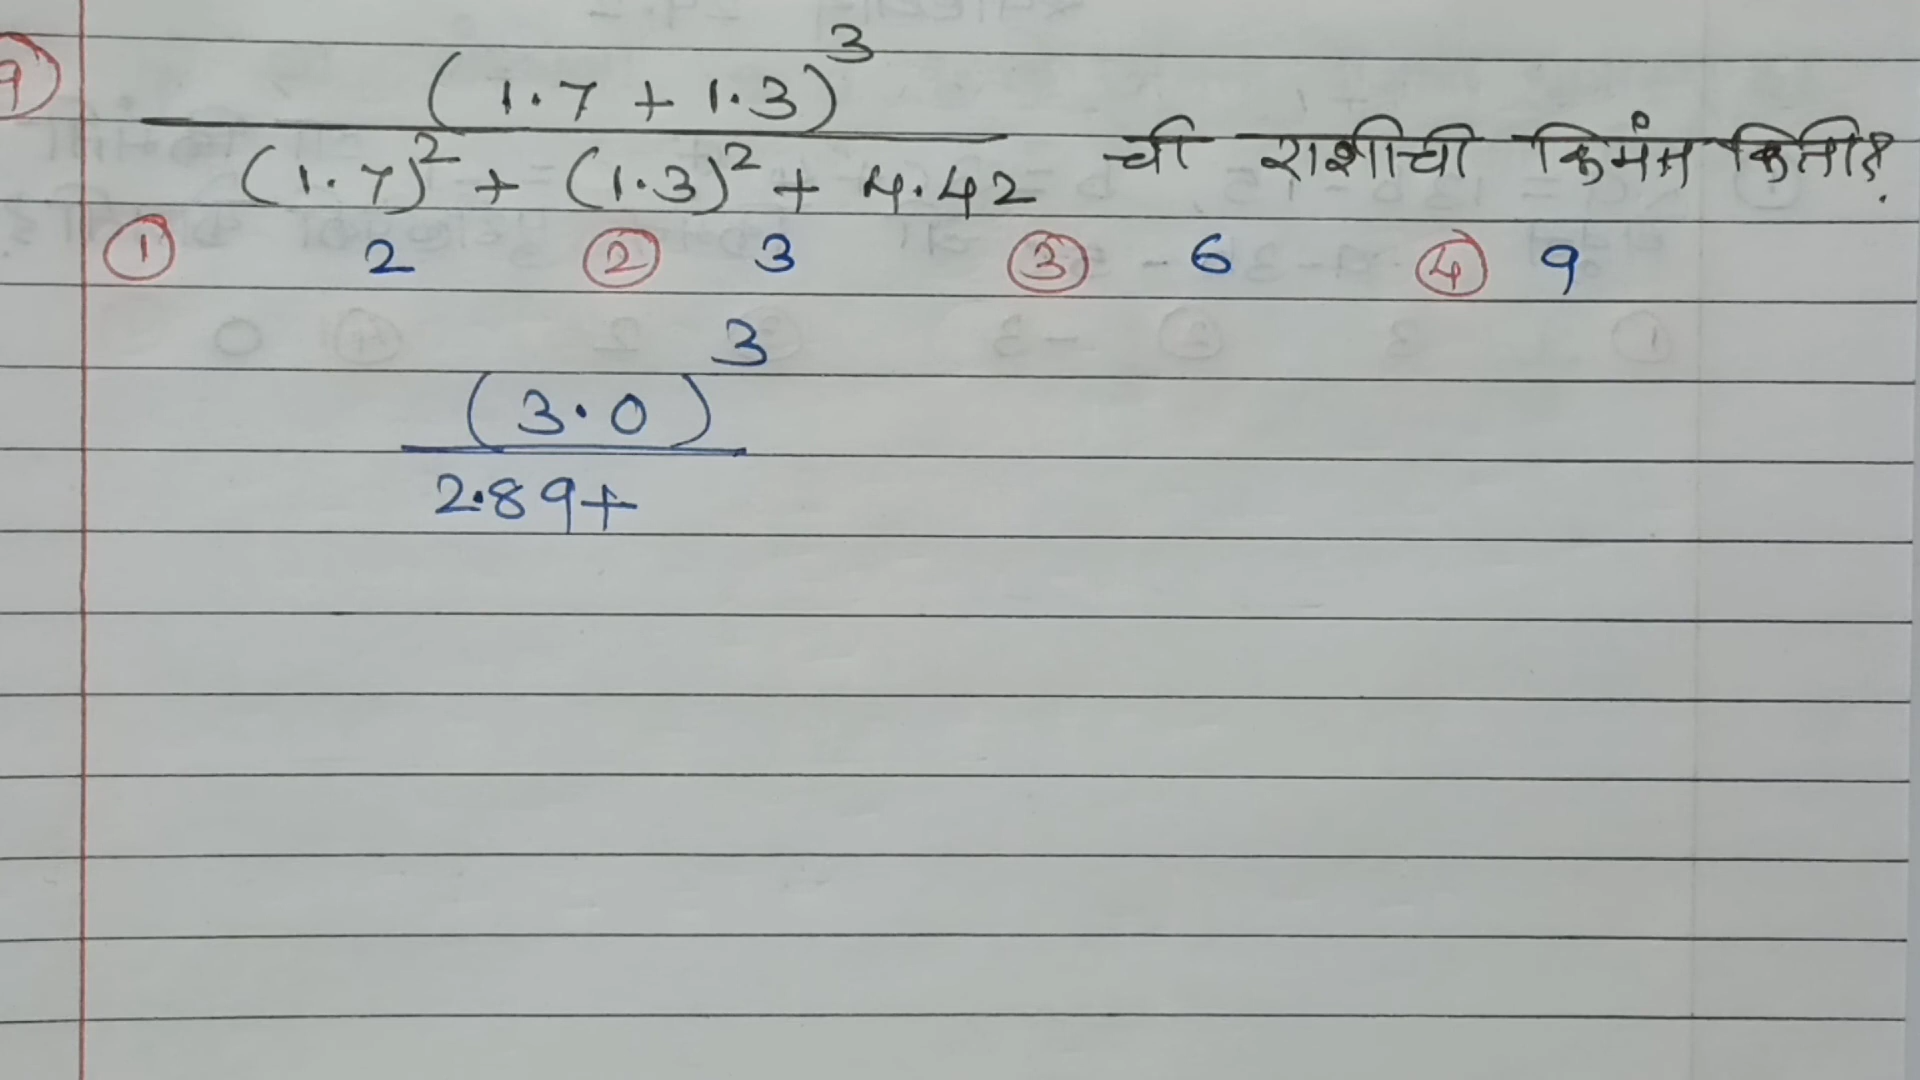 (1.7 + 1.3)³
(1.7)² + (1.3)² + 4.42 ची राशीची किंमत किती?
① 2 ② 3 ③ 6 ④ 9
(3.0)³
2.89+